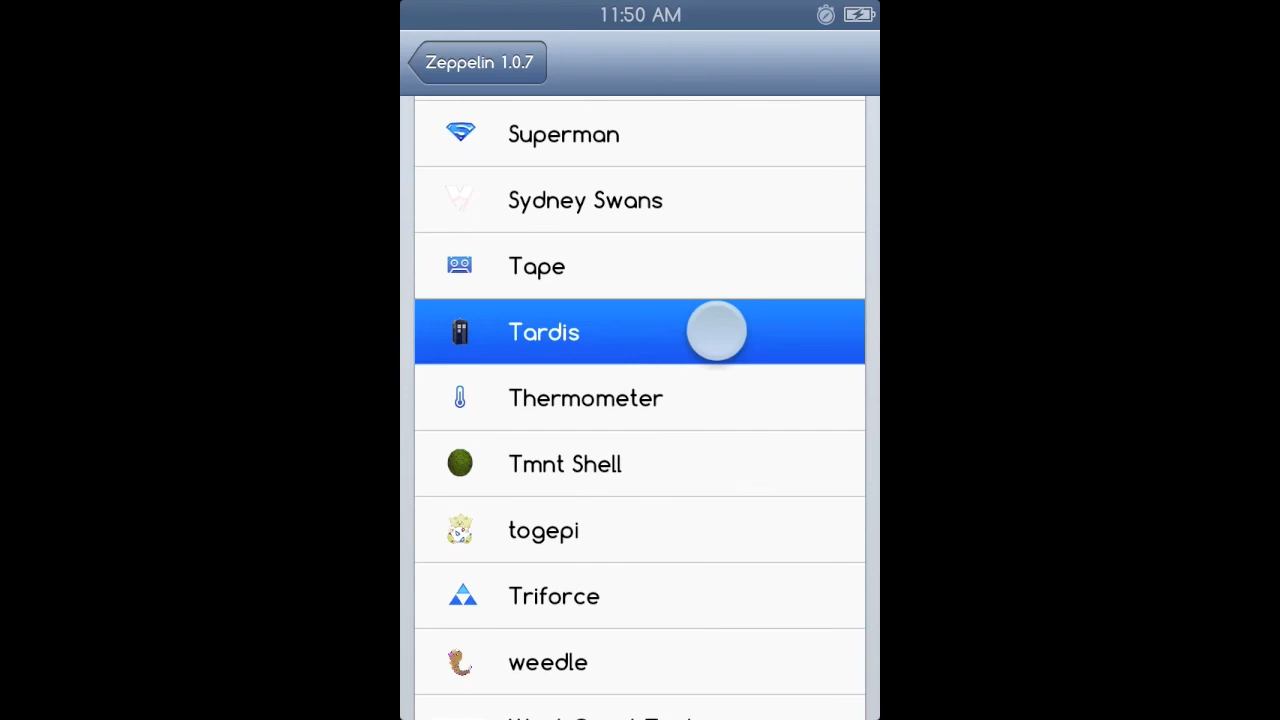 11:50 AM
Zeppelin 1.0.7
Superman
Sydney Swans
Tape
Tardis
Thermometer
Tmnt Shell
togepi
Triforce
weedle